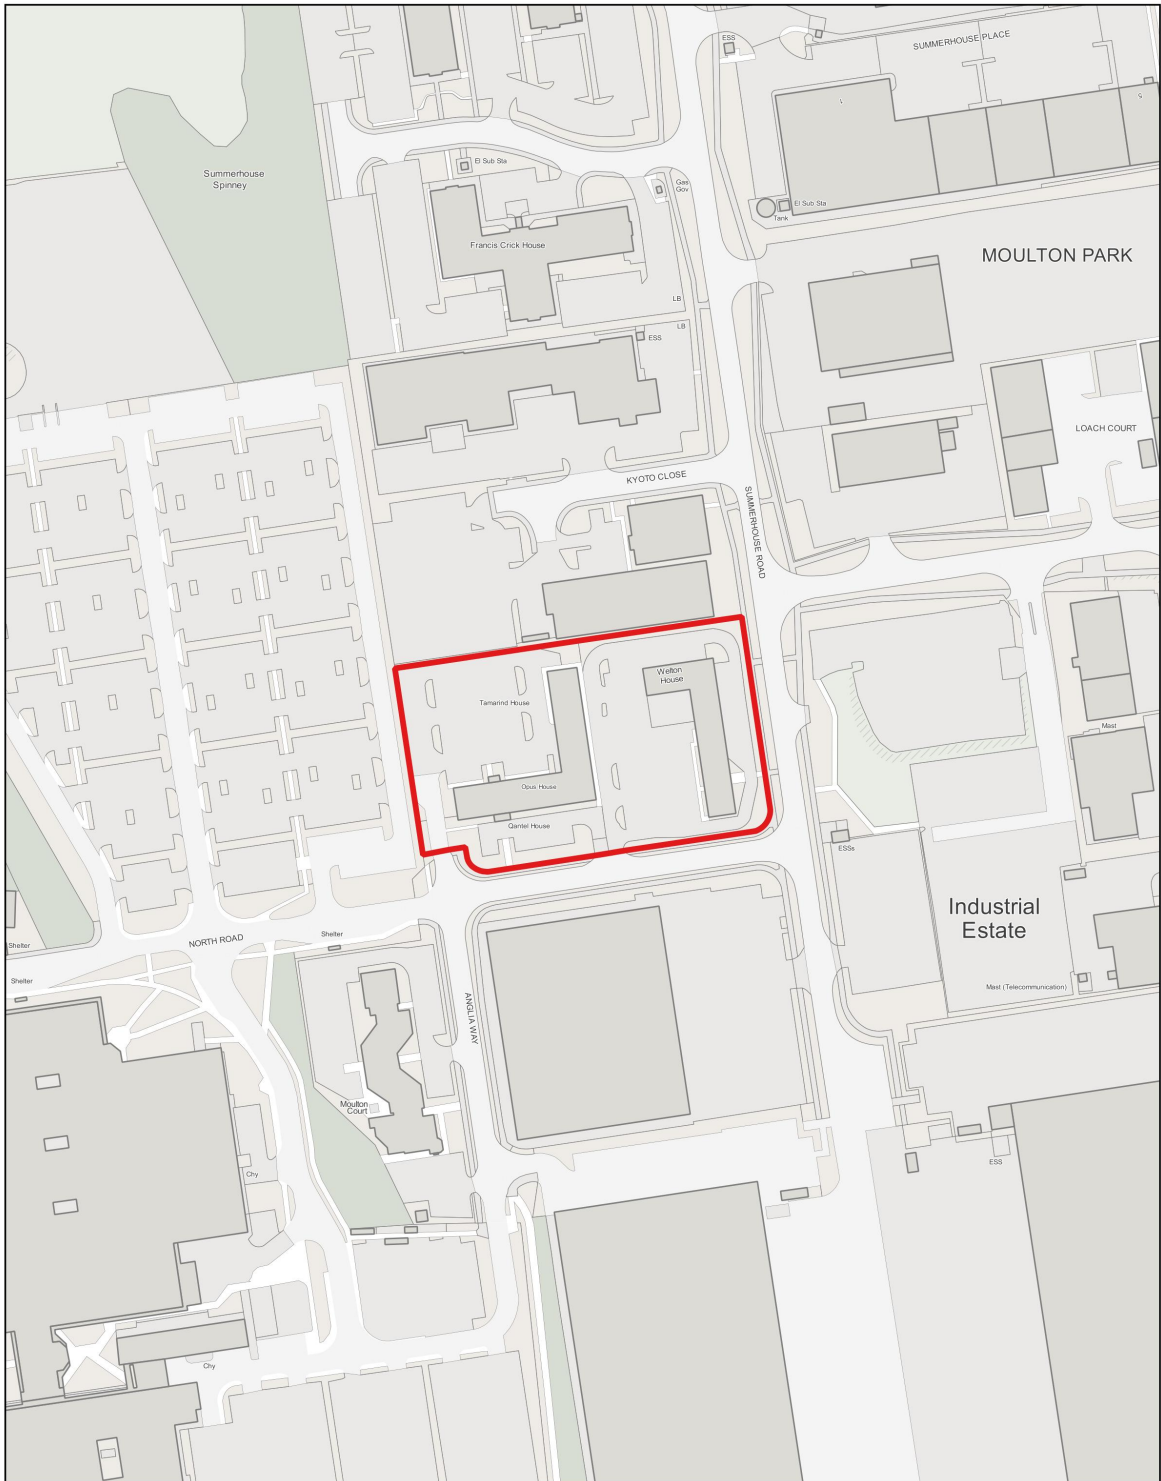 ESS
SUMMERHOUSE PLACE
1
5
El Sub Sta
Summerhouse
Spinney
Gas
Gov
El Sub Sta
Tank
Francis Crick House
MOULTON PARK
LB
LB
ESS
LOACH COURT
KYOTO CLOSE
SUMMERHOUSE ROAD
Welton
House
Tamarind House
Mast
Opus House
Qantel House
ESSs
Industrial
Estate
Shelter
NORTH ROAD
Shelter
Shelter
Mast (Telecommunication)
ANGLIA WAY
Moulton
Court
ESS
Chy
Chy